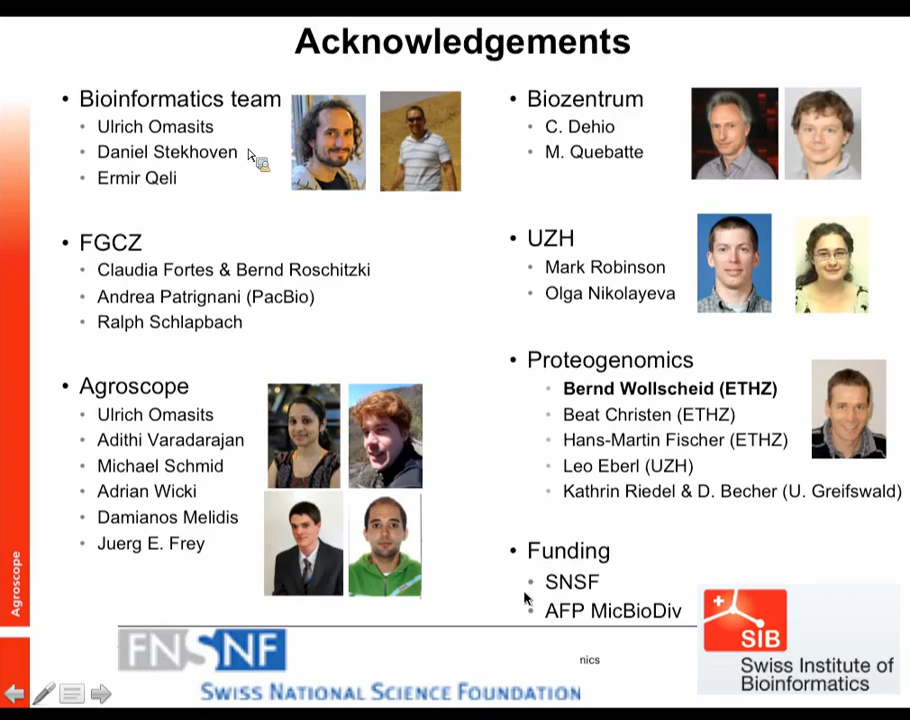 Acknowledgements
• Bioinformatics team
• Ulrich Omasits
• Daniel Stekhoven
• Ermir Qeli
• FGCZ
• Claudia Fortes & Bernd Roschitzki
• Andrea Patrignani (PacBio)
• Ralph Schlapbach
• Agroscope
• Ulrich Omasits
• Adithi Varadarajan
• Michael Schmid
• Adrian Wicki
• Damianos Melidis
• Juerg E. Frey
• Biozentrum
• C. Dehio
• M. Quebatte
• UZH
• Mark Robinson
• Olga Nikolayeva
• Proteogenomics
• Bernd Wollscheid (ETHZ)
• Beat Christen (ETHZ)
• Hans-Martin Fischer (ETHZ)
• Leo Eberl (UZH)
• Kathrin Riedel & D. Becher (U. Greifswald)
• Funding
• SNSF
• AFP MicBioDiv
Agroscope
FNSNF
SWISS NATIONAL SCIENCE FOUNDATION
nics
SIB
Swiss Institute of
Bioinformatics